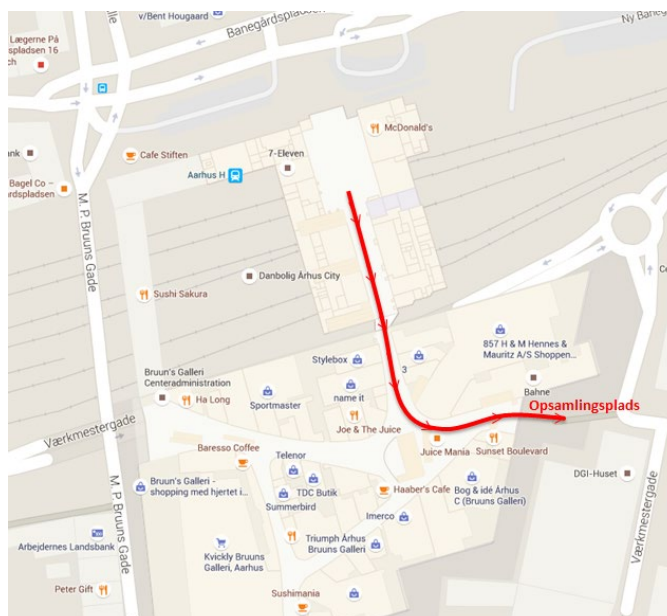 v/Bent Hougaard
Banegårdspladsen
Ny Baneg
Lægerne På
spladsen 16
ch
McDonald's
Cafe Stiften
7-Eleven
Aarhus H
ank
Bagel Co –
årdspladsen
M. P. Bruuns Gade
Danbolig Århus City
Sushi Sakura
857 H & M Hennes &
Mauritz A/S Shoppen...
Stylebox
3
Bruun's Galleri
Centeradministration
Bahne
name it
Ha Long
Sportmaster
Opsamlingsplads
Joe & The Juice
Værkmestergade
Baresso Coffee
Juice Mania
Sunset Boulevard
Telenor
DGI-Huset
Bruun's Galleri -
shopping med hjertet i...
TDC Butik
Haaber's Cafe
Bog & idé Århus
C (Bruuns Galleri)
Summerbird
Imerco
M. P. Bruuns Gade
Værkmestergade
Triumph Århus
Bruuns Galleri
Arbejdernes Landsbank
Kvickly Bruuns
Galleri, Aarhus
Peter Gift
Sushimania